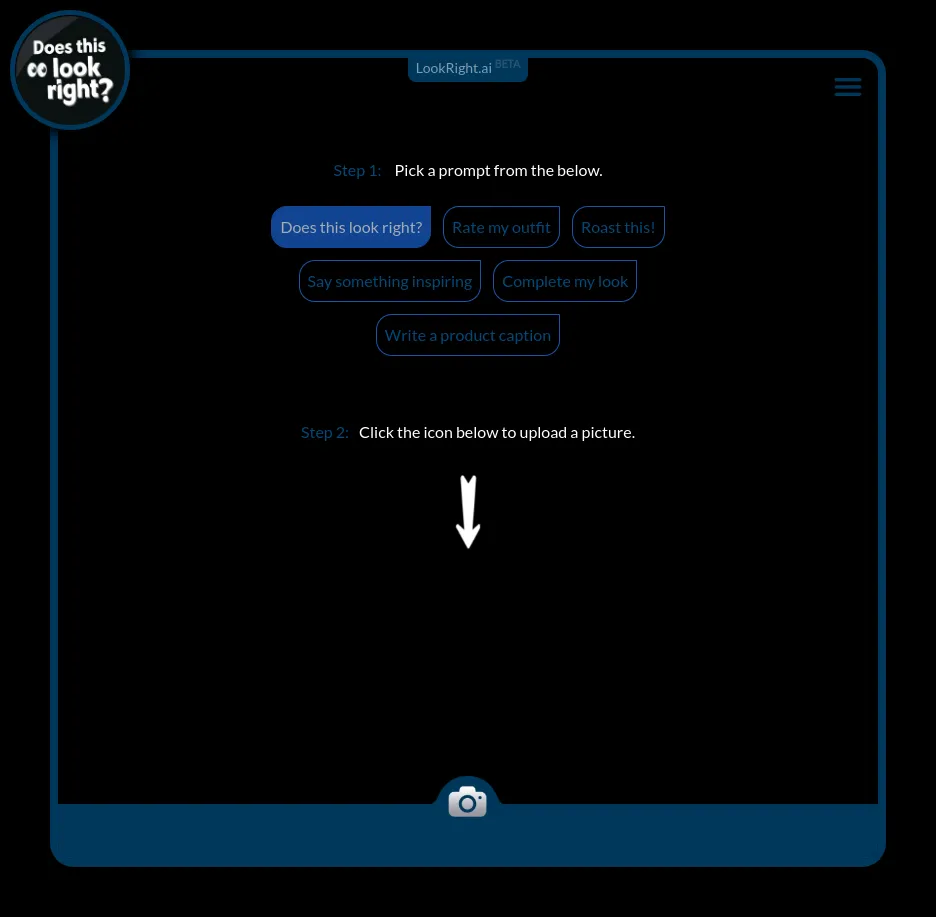 Does this
look
right?
LookRight.ai BETA
Step 1: Pick a prompt from the below.
Does this look right? Rate my outfit Roast this!
Say something inspiring Complete my look
Write a product caption
Step 2: Click the icon below to upload a picture.